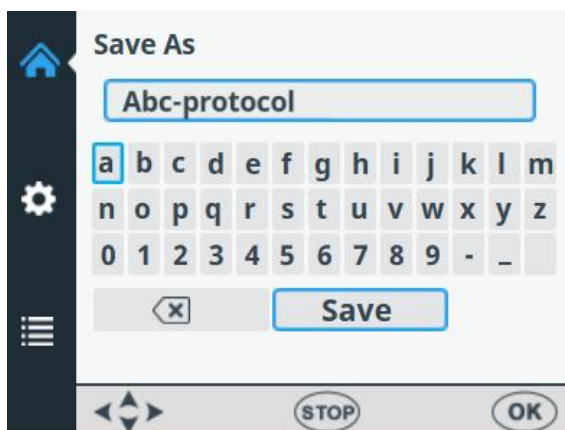 Save As
Abc-protocol
a b c d e f g h i j k l m
n o p q r s t u v w x y z
0 1 2 3 4 5 6 7 8 9 - _
Save
STOP OK